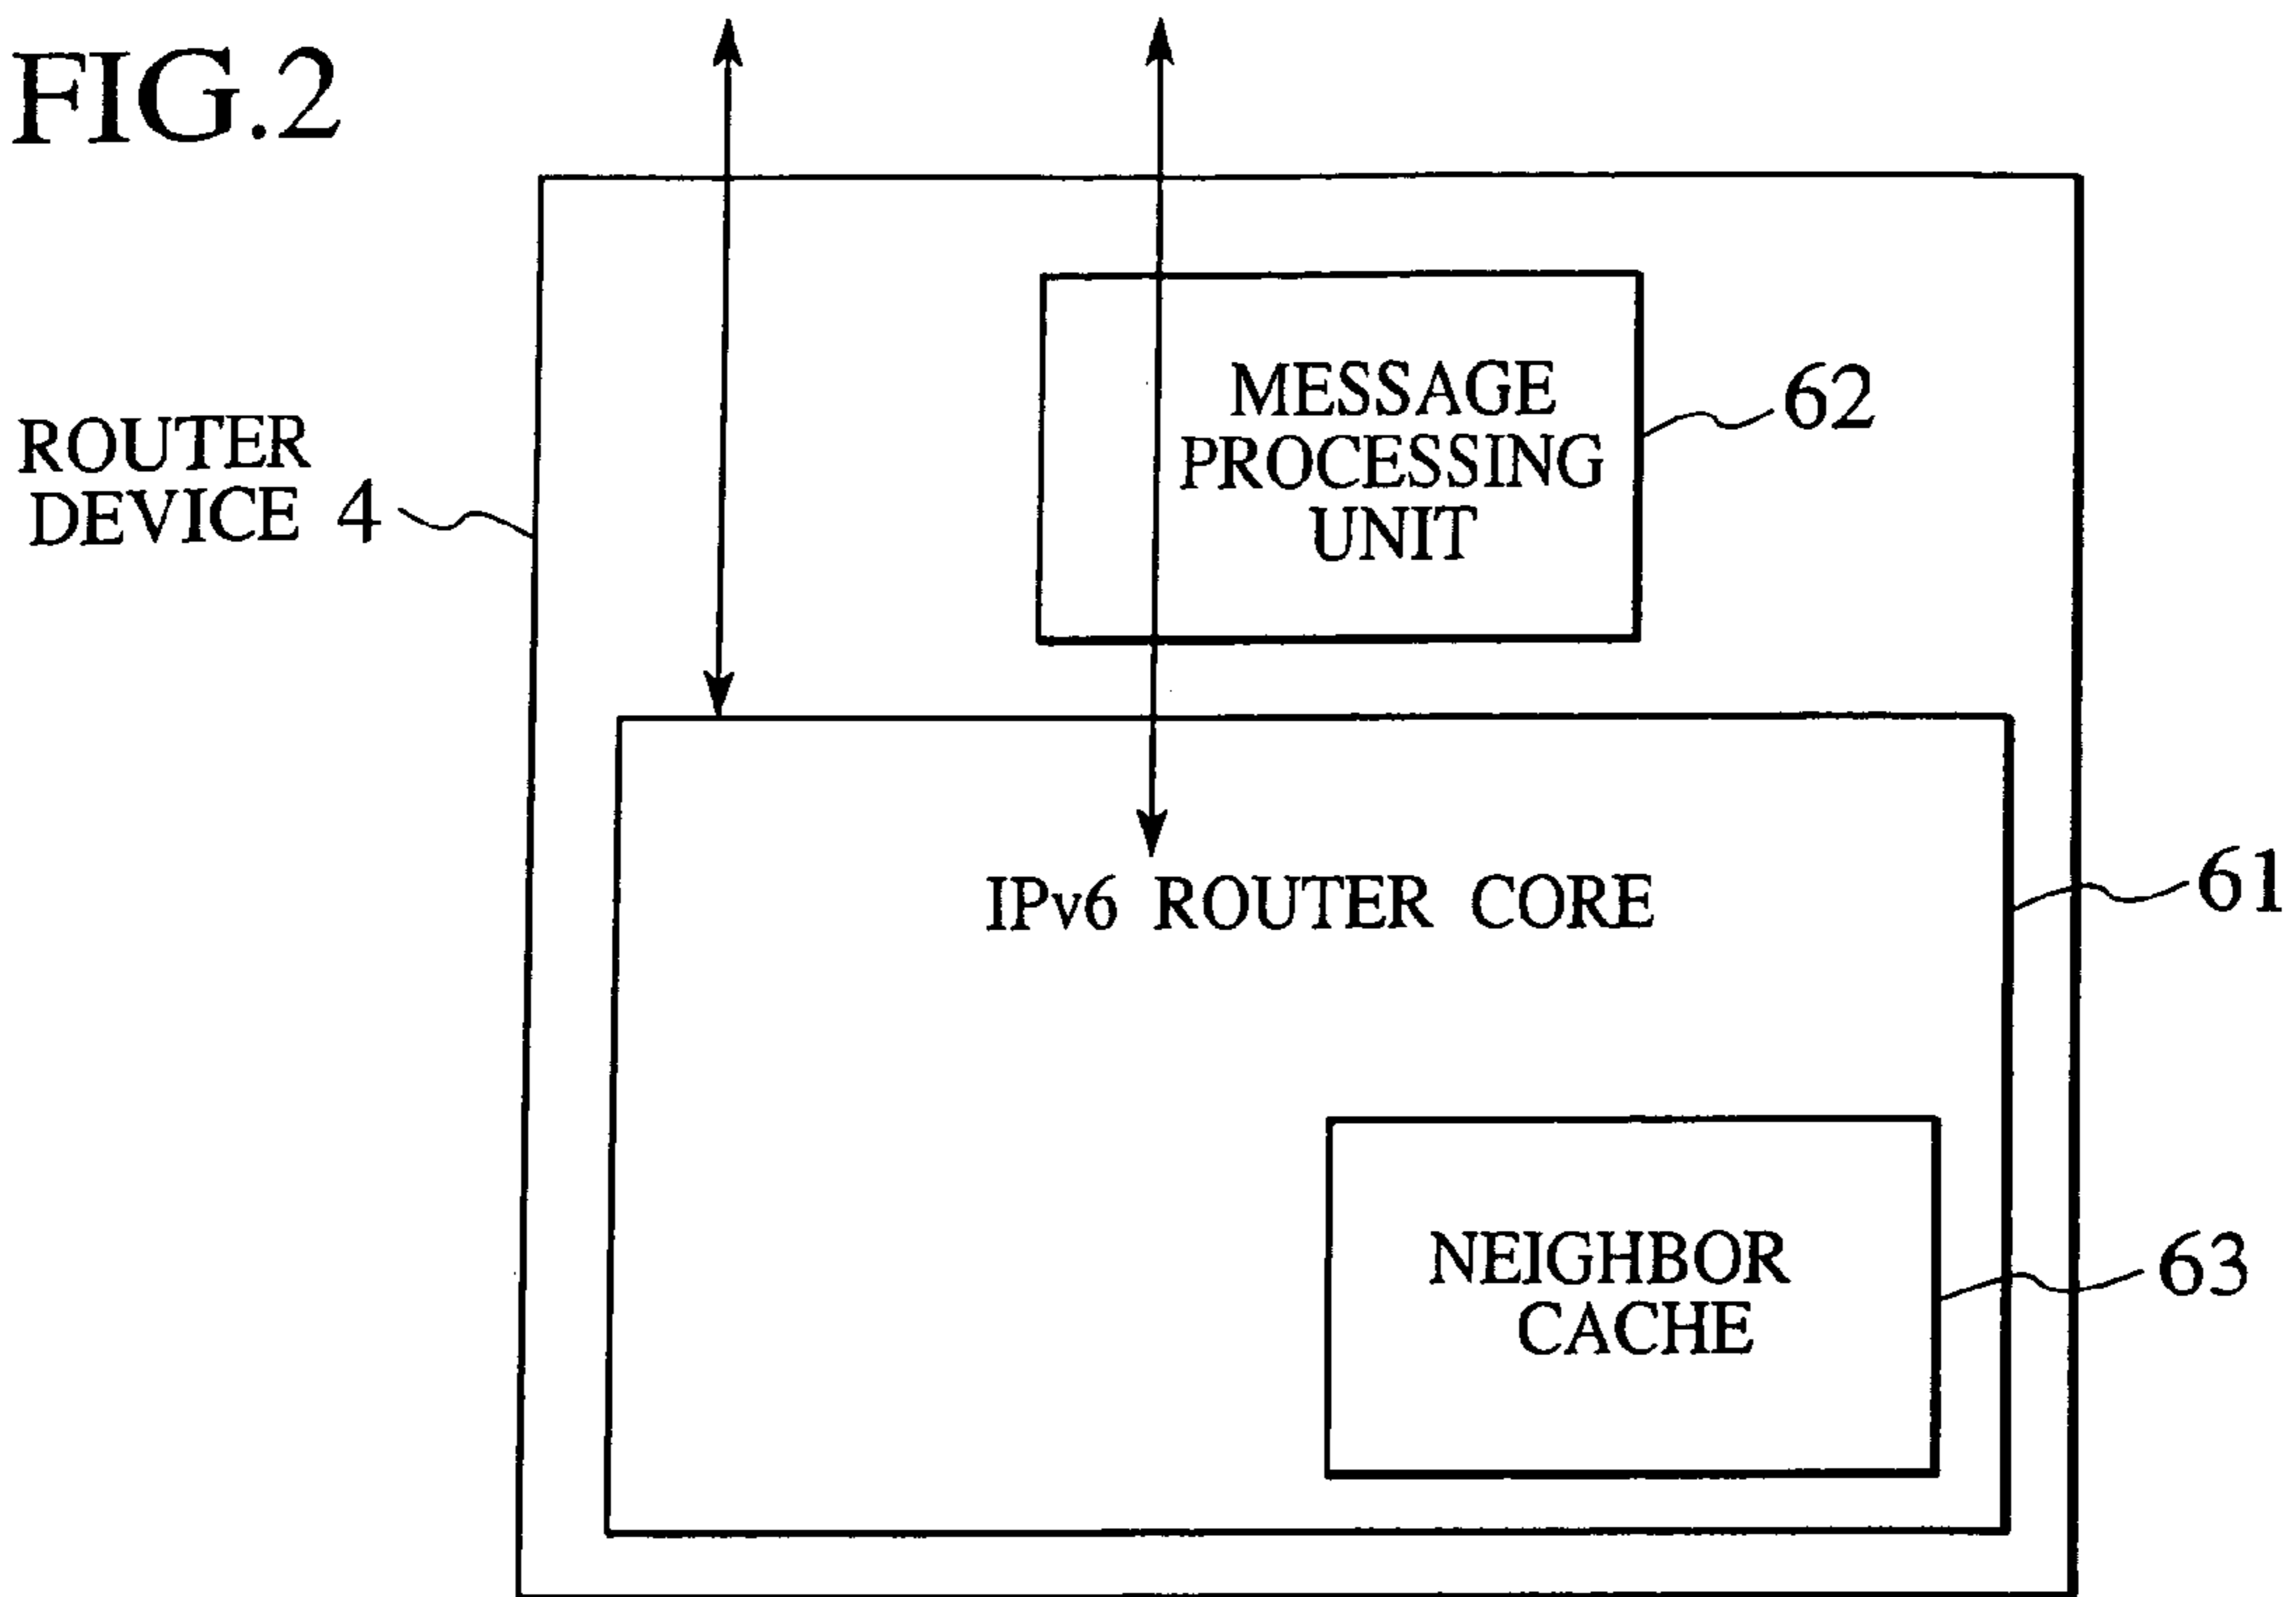 FIG.2
MESSAGE
PROCESSING
UNIT
62
ROUTER
DEVICE 4
IPv6 ROUTER CORE
61
NEIGHBOR
CACHE
63